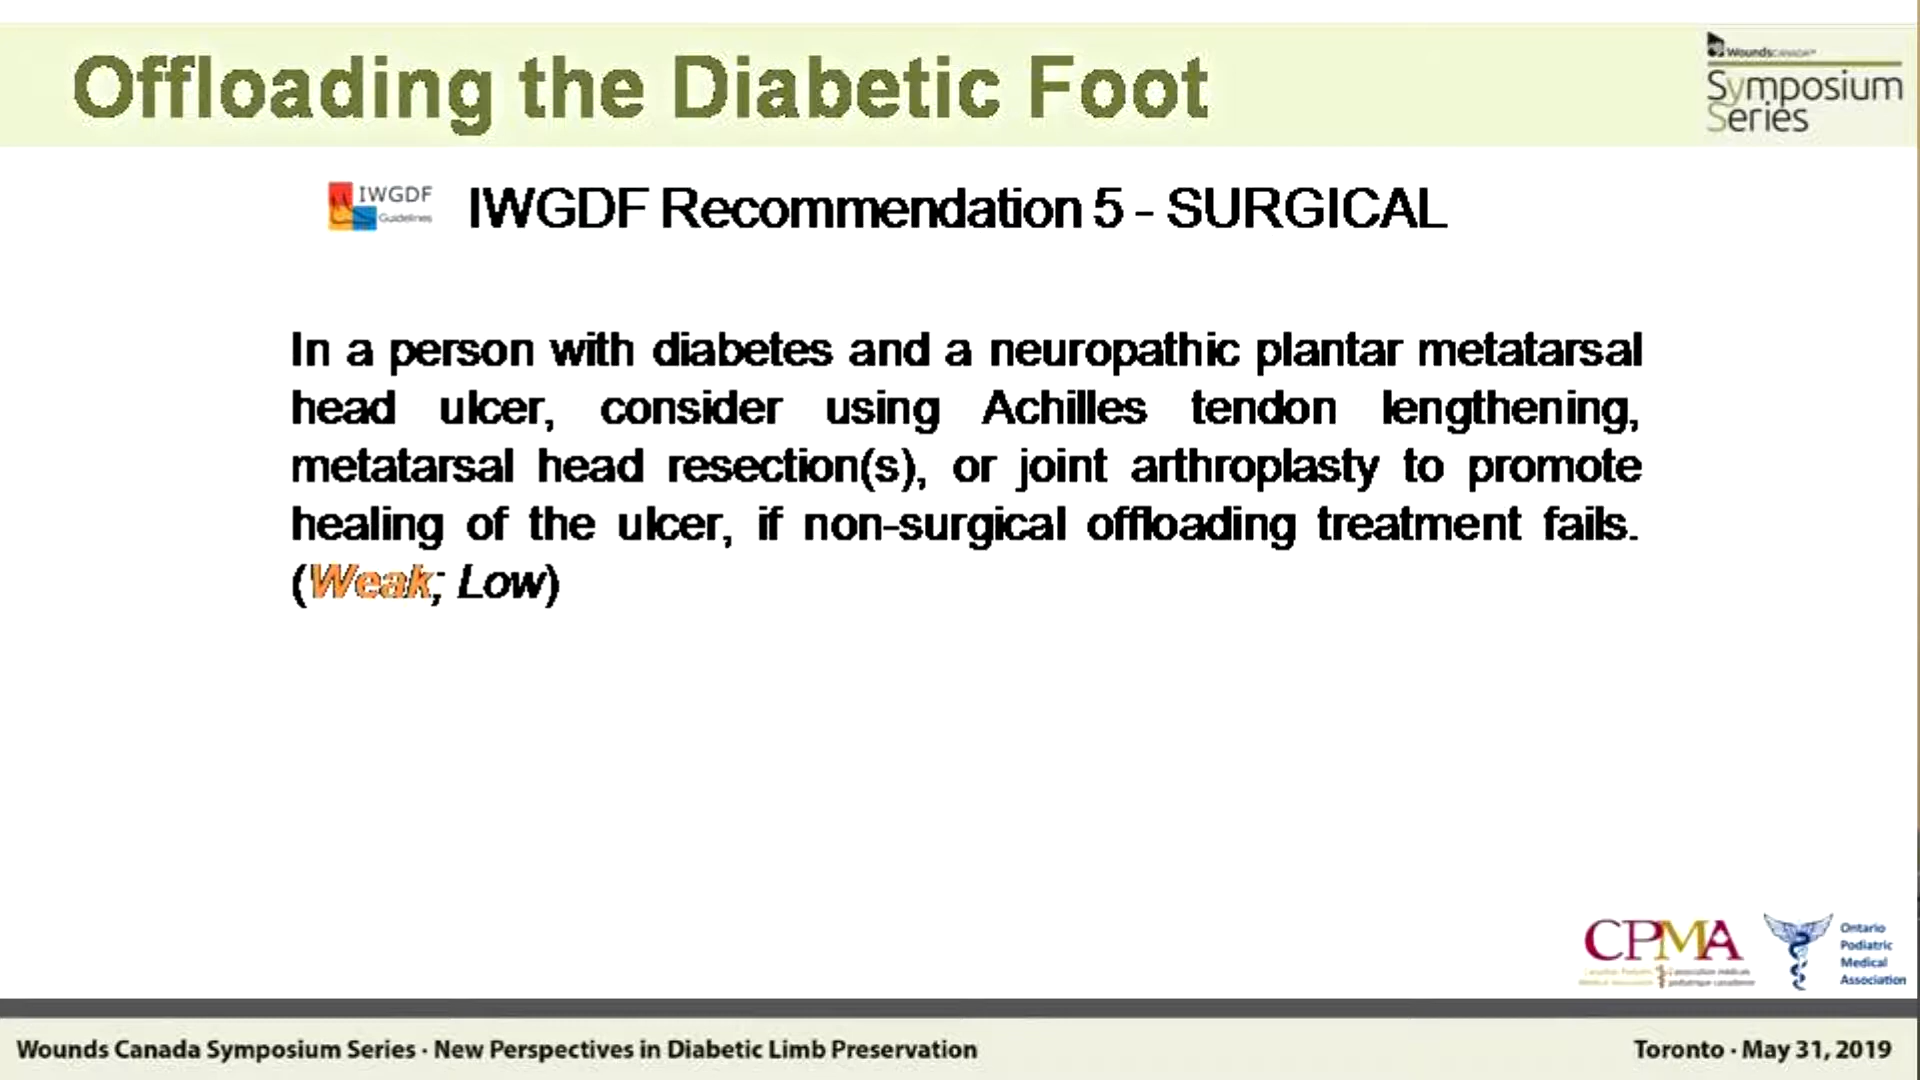 Offloading the Diabetic Foot
WoundsCANADA
Symposium
Series
IWGDF
Guidelines
IWGDF Recommendation 5 - SURGICAL
In a person with diabetes and a neuropathic plantar metatarsal
head ulcer, consider using Achilles tendon lengthening,
metatarsal head resection(s), or joint arthroplasty to promote
healing of the ulcer, if non-surgical offloading treatment fails.
(Weak; Low)
CPMA
Ontario
Podiatric
Medical
Association
Wounds Canada Symposium Series · New Perspectives in Diabetic Limb Preservation
Toronto · May 31, 2019